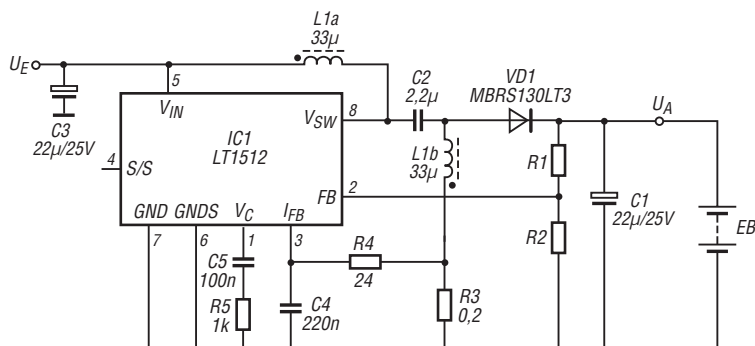 L1a
33µ
U_E
5
V_IN
C3
22µ/25V
4
S/S
IC1
LT1512
V_SW
8
C2
2,2µ
VD1
MBRS130LT3
U_A
L1b
33µ
R1
FB
2
GND
GNDS
V_C
I_FB
7
6
1
3
R2
C1
22µ/25V
EB
C5
100n
R4
24
R5
1k
C4
220n
R3
0,2